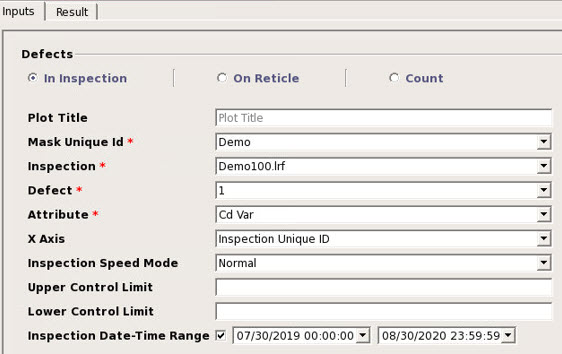 Inputs Result
Defects
In Inspection On Reticle Count
Plot Title Plot Title
Mask Unique Id * Demo
Inspection * Demo100.lrf
Defect * 1
Attribute * Cd Var
X Axis Inspection Unique ID
Inspection Speed Mode Normal
Upper Control Limit
Lower Control Limit
Inspection Date-Time Range 07/30/2019 00:00:00 08/30/2020 23:59:59